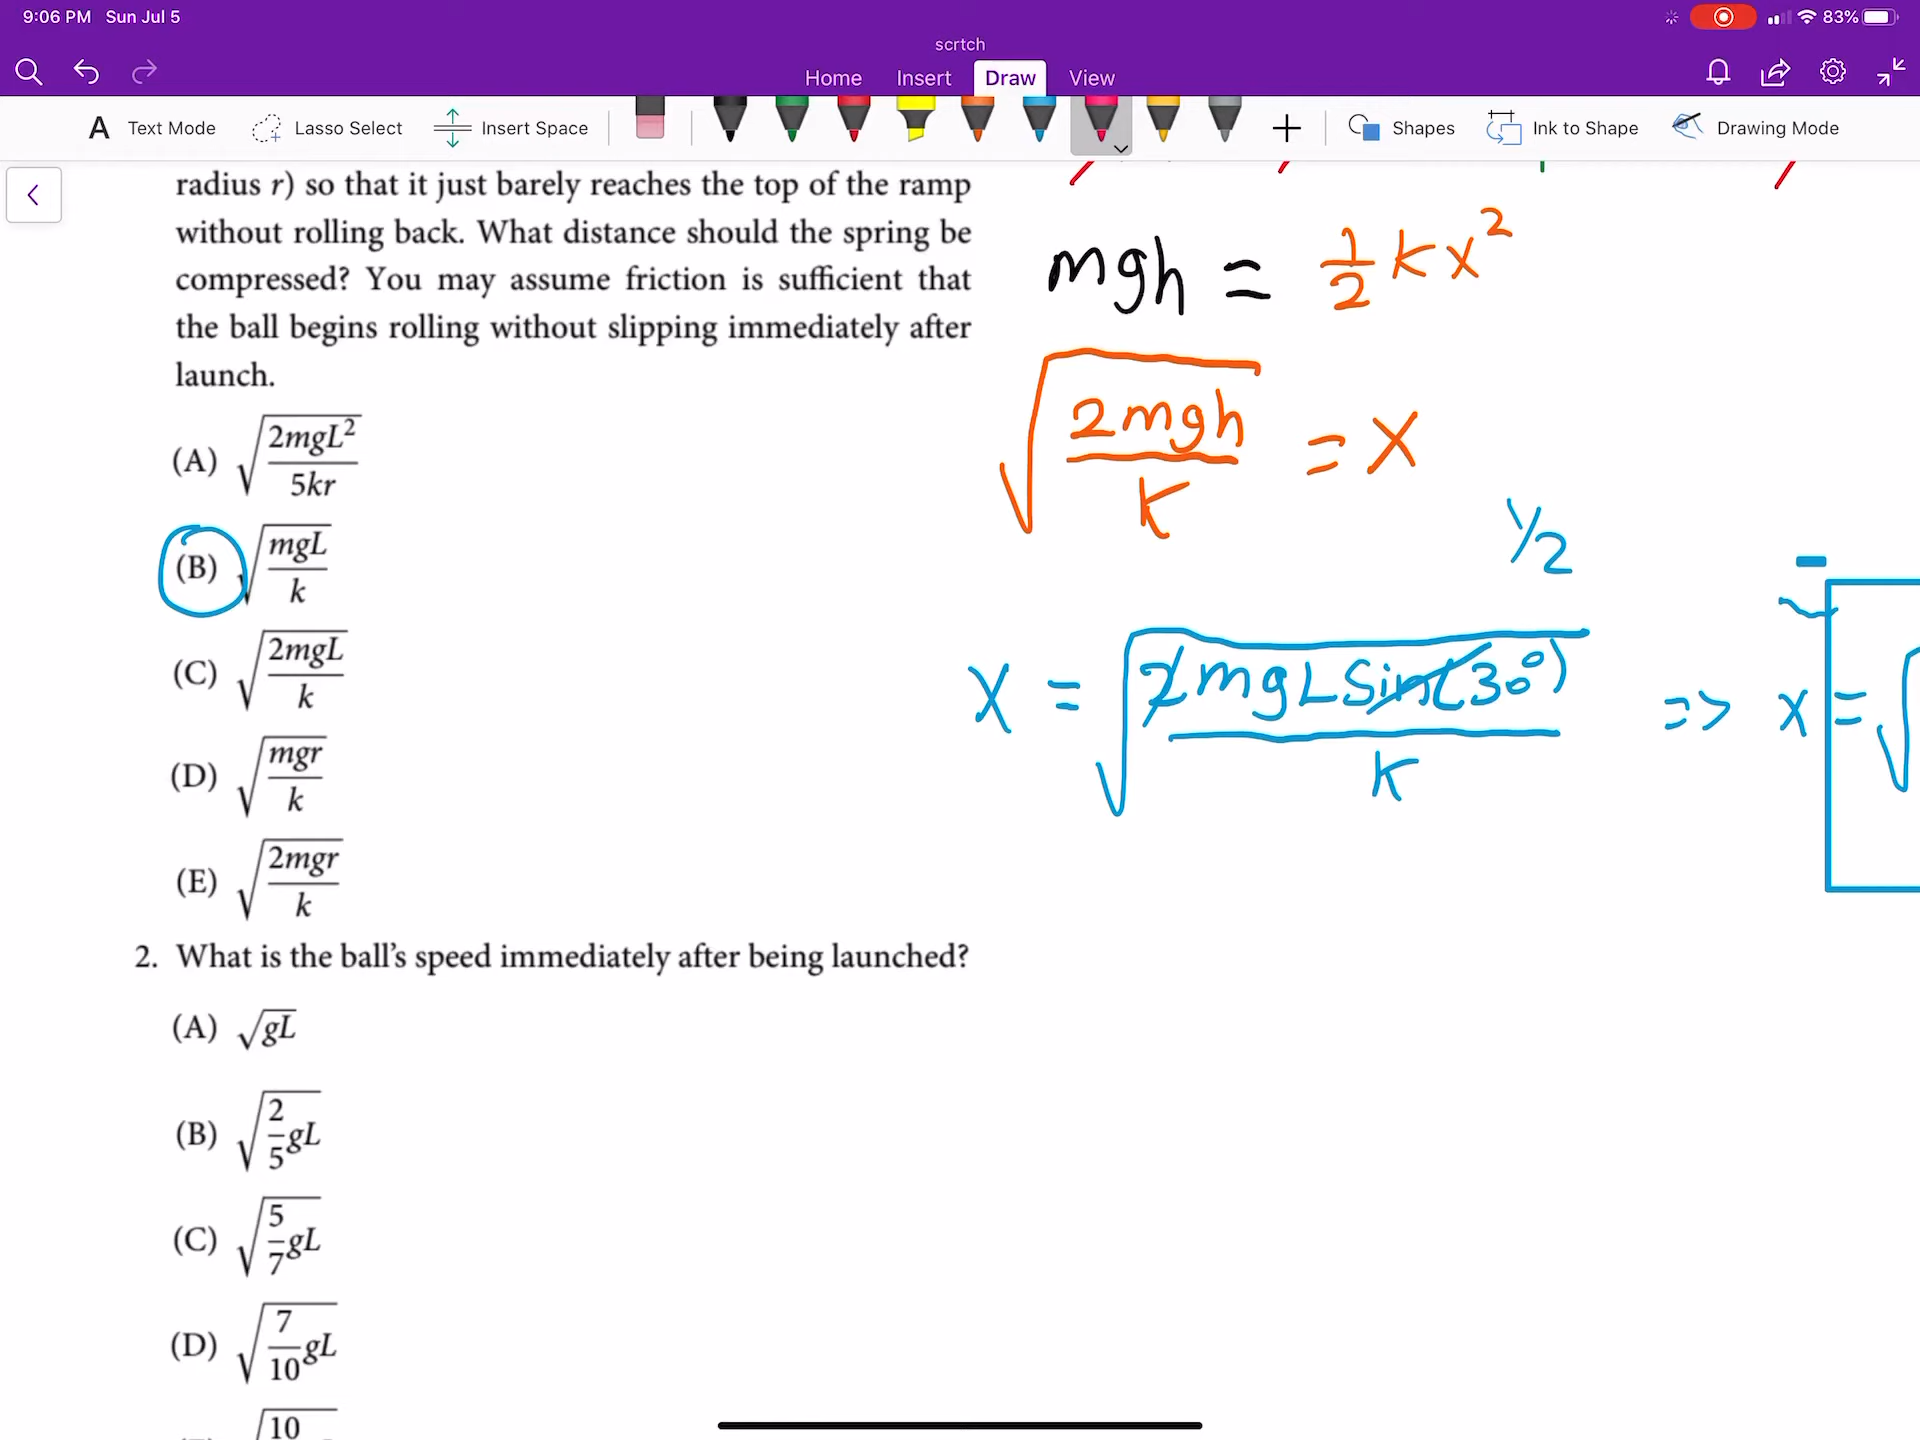 9:06 PM Sun Jul 5
83%
scrtch
Home Insert Draw View
A Text Mode Lasso Select Insert Space Shapes Ink to Shape Drawing Mode
radius r) so that it just barely reaches the top of the ramp
without rolling back. What distance should the spring be
compressed? You may assume friction is sufficient that
the ball begins rolling without slipping immediately after
launch.
(A) √(2mgL²/5kr)
(B) √(mgL/k)
(C) √(2mgL/k)
(D) √(mgr/k)
(E) √(2mgr/k)
2. What is the ball's speed immediately after being launched?
(A) √gL
(B) √(2/5 gL)
(C) √(5/7 gL)
(D) √(7/10 gL)
10
mgh = 1/2 kx²
√(2mgh/k) = x
1/2
x = √(2mgLsin(30°)/k) => x = √